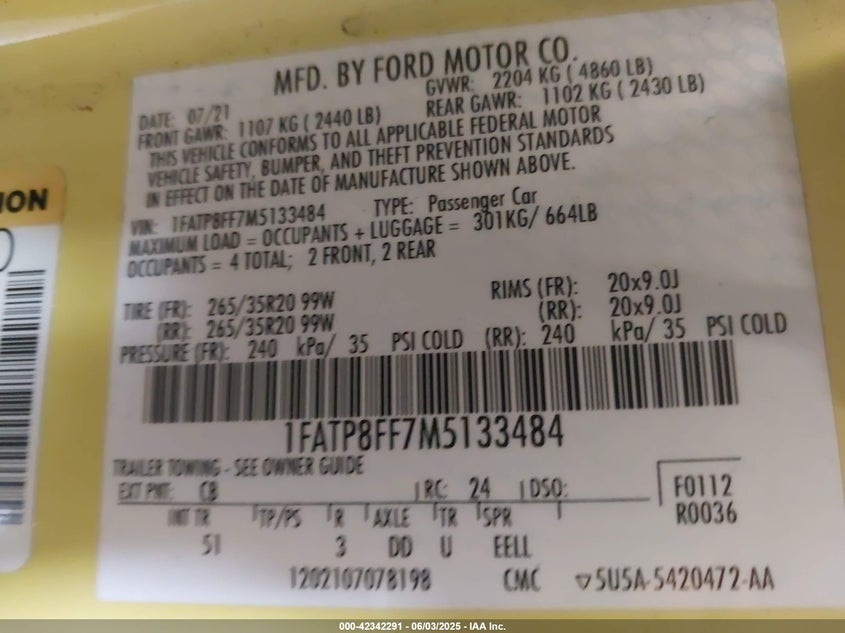 MFD. BY FORD MOTOR CO.
DATE: 07/21 GVWR: 2204 KG ( 4860 LB)
FRONT GAWR: 1107 KG ( 2440 LB) REAR GAWR: 1102 KG ( 2430 LB)
THIS VEHICLE CONFORMS TO ALL APPLICABLE FEDERAL MOTOR
VEHICLE SAFETY, BUMPER, AND THEFT PREVENTION STANDARDS
IN EFFECT ON THE DATE OF MANUFACTURE SHOWN ABOVE.
VIN: 1FATP8FF7M5133484 TYPE: Passenger Car
MAXIMUM LOAD = OCCUPANTS + LUGGAGE = 301KG/ 664LB
OCCUPANTS = 4 TOTAL; 2 FRONT, 2 REAR
TIRE (FR): 265/35R20 99W RIMS (FR): 20x9.0J
(RR): 265/35R20 99W (RR): 20x9.0J
PRESSURE (FR): 240 kPa/ 35 PSI COLD (RR): 240 kPa/ 35 PSI COLD
1FATP8FF7M5133484
TRAILER TOWING - SEE OWNER GUIDE
EXT PNT: CB RC: 24 DSO: F0112
INT TR TP/PS R AXLE TR SPR R0036
51 3 DD U EELL
1202107078198 CMC 5U5A-5420472-AA
ION
000-42342291 - 06/03/2025 - IAA Inc.